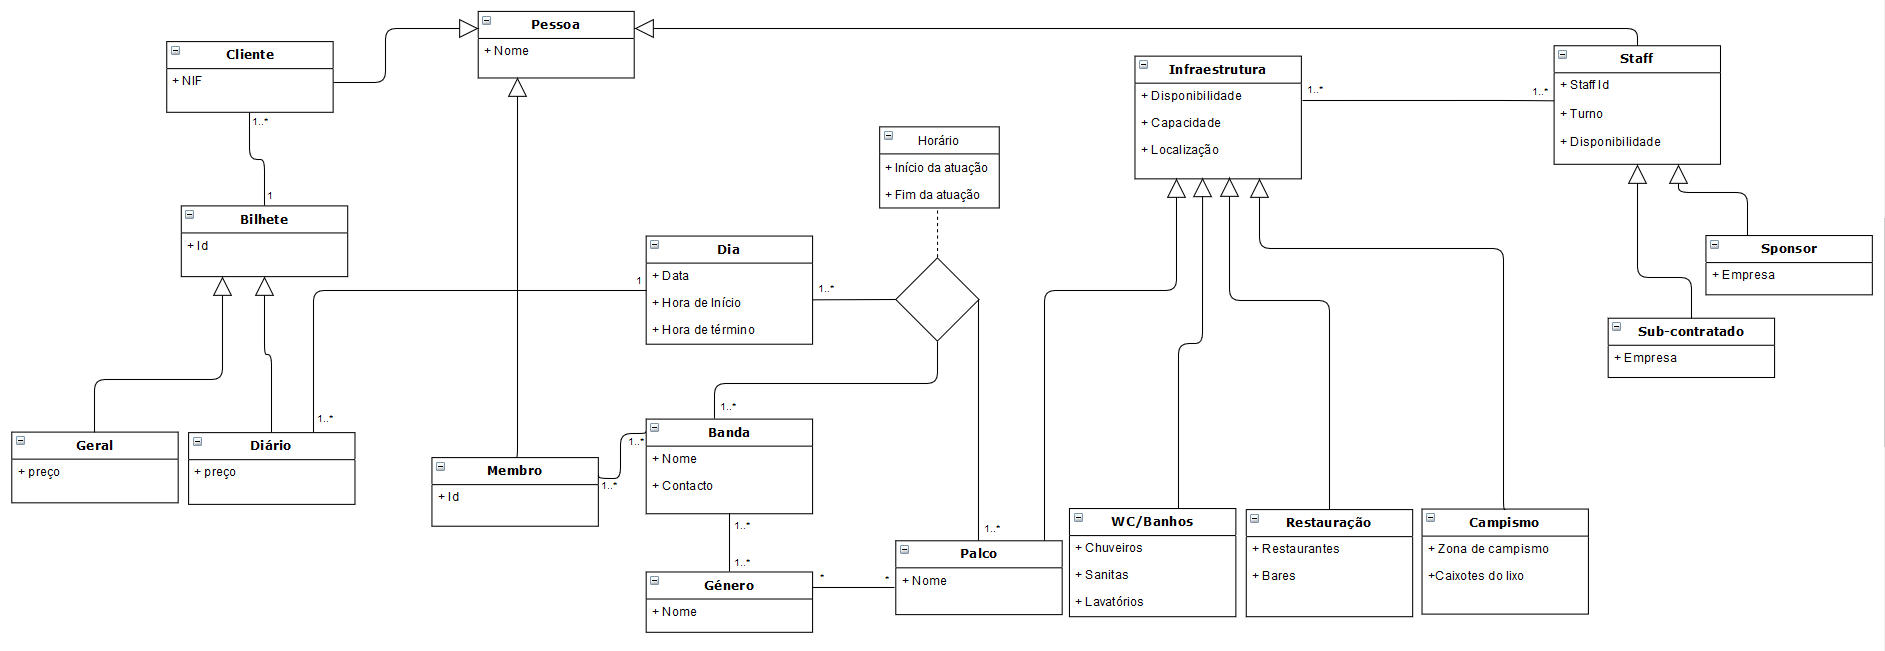 Pessoa
+ Nome
Cliente
+ NIF
1..*
1
Bilhete
+ Id
Geral
+ preço
Diário
+ preço
1..*
1
Dia
+ Data
+ Hora de Início
+ Hora de término
1..*
Horário
+ Início da atuação
+ Fim da atuação
1..*
Banda
+ Nome
+ Contacto
1..*
1..*
Membro
+ Id
1..*
1..*
Género
+ Nome
*
*
1..*
Palco
+ Nome
Infraestrutura
+ Disponibilidade
+ Capacidade
+ Localização
1..*
1..*
Staff
+ Staff Id
+ Turno
+ Disponibilidade
Sponsor
+ Empresa
Sub-contratado
+ Empresa
WC/Banhos
+ Chuveiros
+ Sanitas
+ Lavatórios
Restauração
+ Restaurantes
+ Bares
Campismo
+ Zona de campismo
+Caixotes do lixo